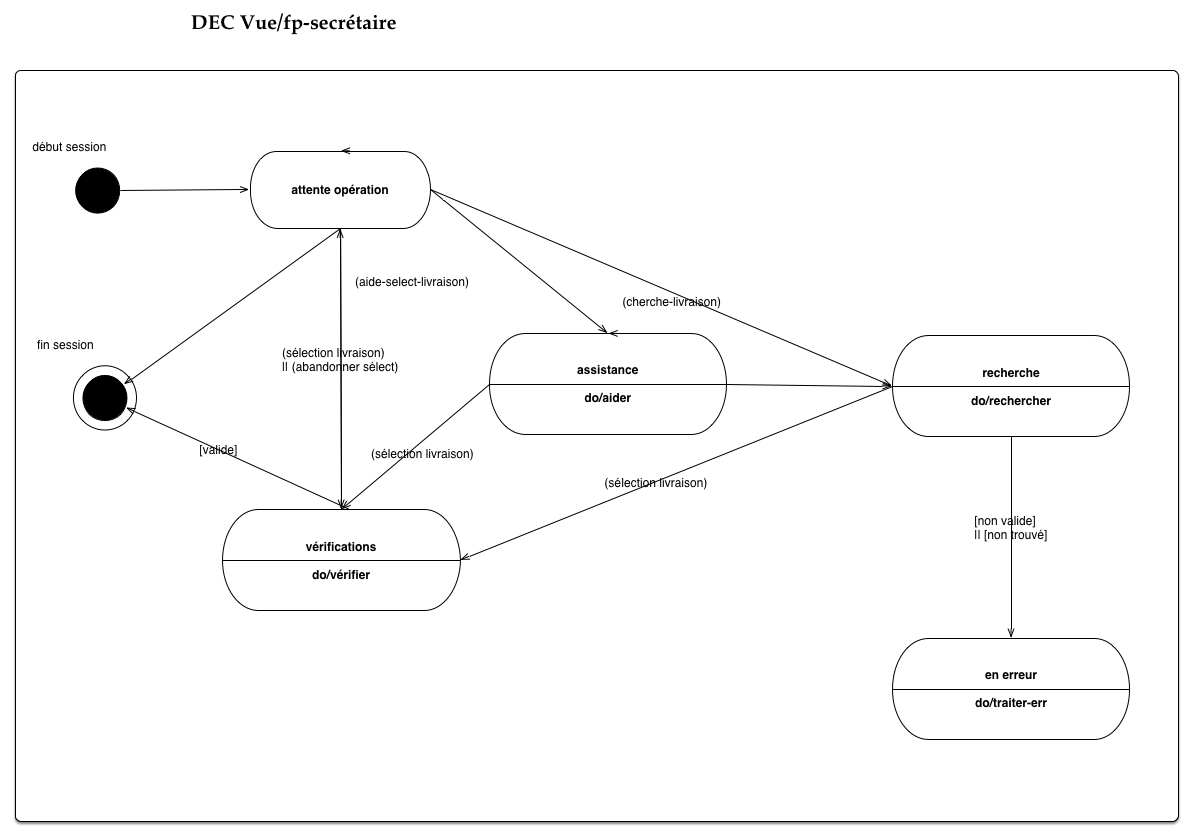 DEC Vue/fp-secrétaire
début session
attente opération
(aide-select-livraison)
(cherche-livraison)
fin session
(sélection livraison)
II (abandonner sélect)
assistance
do/aider
recherche
do/rechercher
[valide]
(sélection livraison)
(sélection livraison)
[non valide]
II [non trouvé]
vérifications
do/vérifier
en erreur
do/traiter-err